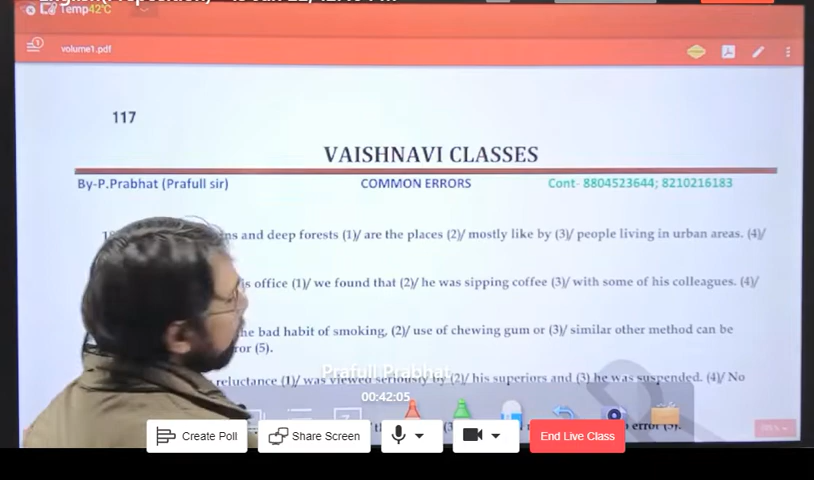 Temp42°C
volume1.pdf
117
VAISHNAVI CLASSES
By-P.Prabhat (Prafull sir) COMMON ERRORS Cont- 8804523644; 8210216183
and deep forests (1)/ are the places (2)/ mostly like by (3)/ people living in urban areas. (4)/
office (1)/ we found that (2)/ he was sipping coffee (3)/ with some of his colleagues. (4)/
bad habit of smoking, (2)/ use of chewing gum or (3)/ similar other method can be
(5).
Prafull Prabhat
reluctance (1)/ was viewed seriously by (2)/ his superiors and (3) he was suspended. (4)/ No
00:42:05
Create Poll Share Screen End Live Class
error (5).